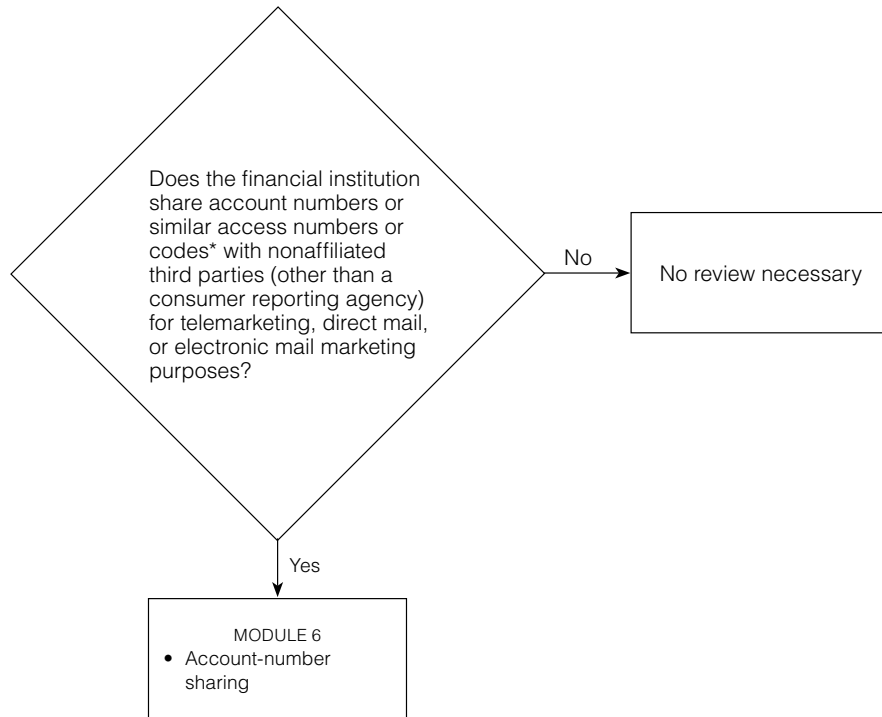 Does the financial institution
share account numbers or
similar access numbers or
codes* with nonaffiliated
third parties (other than a
consumer reporting agency)
for telemarketing, direct mail,
or electronic mail marketing
purposes?
No
No review necessary
Yes
MODULE 6
• Account-number
sharing